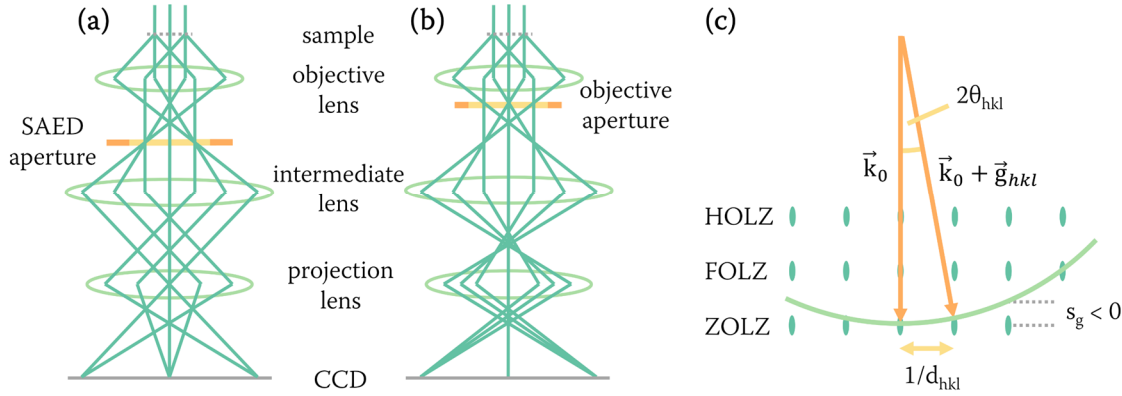 (a)
(b)
(c)
sample
objective
lens
SAED
aperture
objective
aperture
intermediate
lens
projection
lens
CCD
2θhkl
k⃗0
k⃗0 + g⃗hkl
HOLZ
FOLZ
ZOLZ
sg < 0
1/dhkl